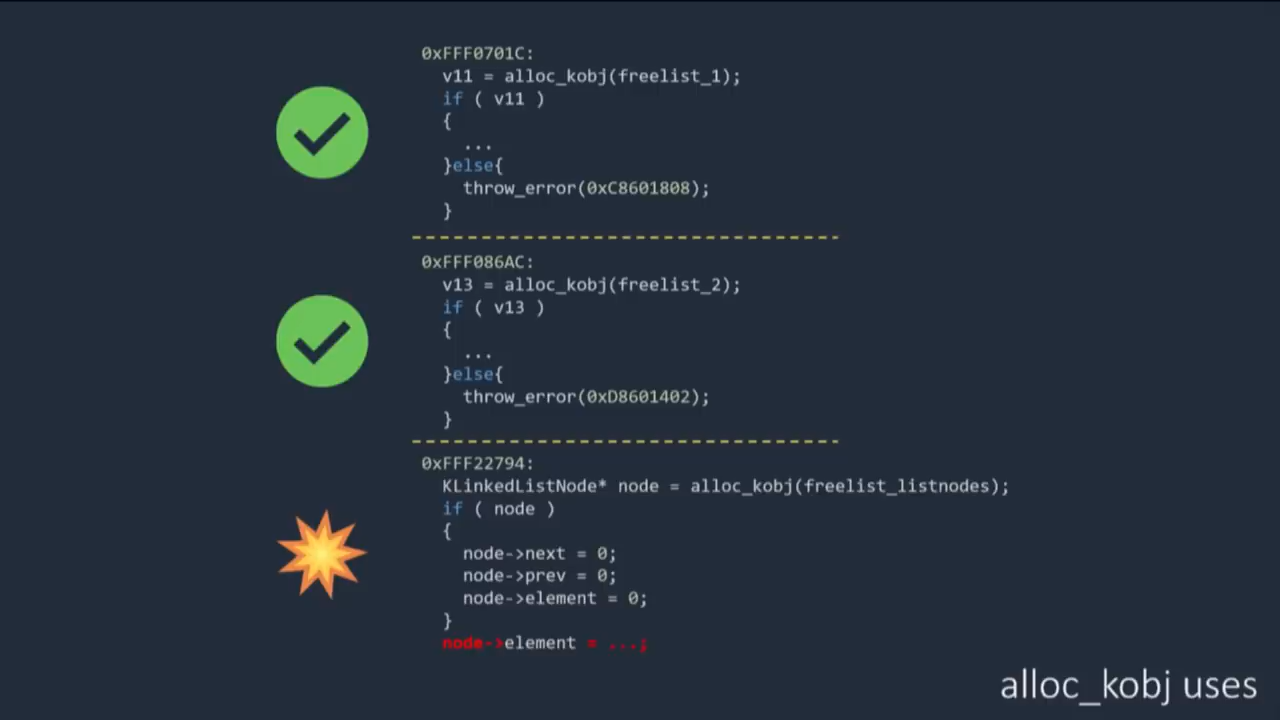 0xFFF0701C:
v11 = alloc_kobj(freelist_1);
if ( v11 )
{
...
}else{
throw_error(0xC8601808);
}
0xFFF086AC:
v13 = alloc_kobj(freelist_2);
if ( v13 )
{
...
}else{
throw_error(0xD8601402);
}
0xFFF22794:
KLinkedListNode* node = alloc_kobj(freelist_listnodes);
if ( node )
{
node->next = 0;
node->prev = 0;
node->element = 0;
}
node->element = ...;
alloc_kobj uses